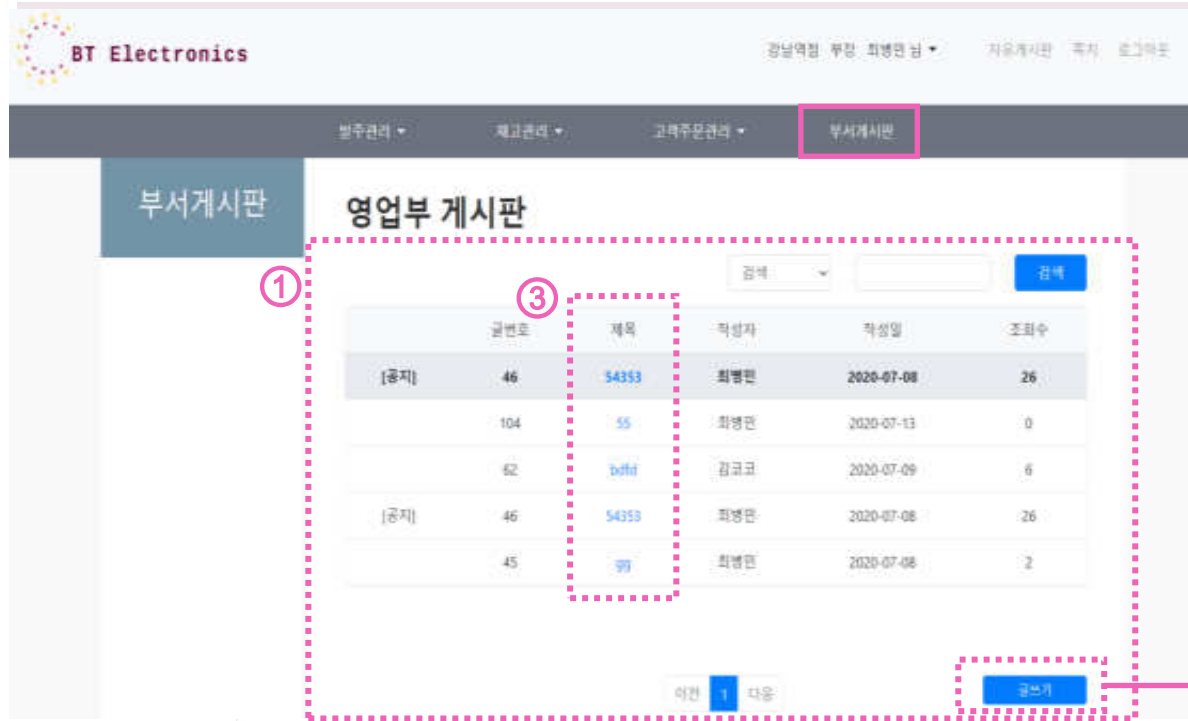 BT Electronics
강남역점 부장 최병민 님 자유게시판 쪽지 로그아웃
발주관리 재고관리 고객주문관리 부서게시판
부서게시판
영업부 게시판
①
검색 검색
③
글번호 제목 작성자 작성일 조회수
[공지] 46 54353 최병민 2020-07-08 26
104 55 최병민 2020-07-13 0
62 bdfd 김코코 2020-07-09 6
[공지] 46 54353 최병민 2020-07-08 26
45 gg 최병민 2020-07-08 2
이전 1 다음
글쓰기